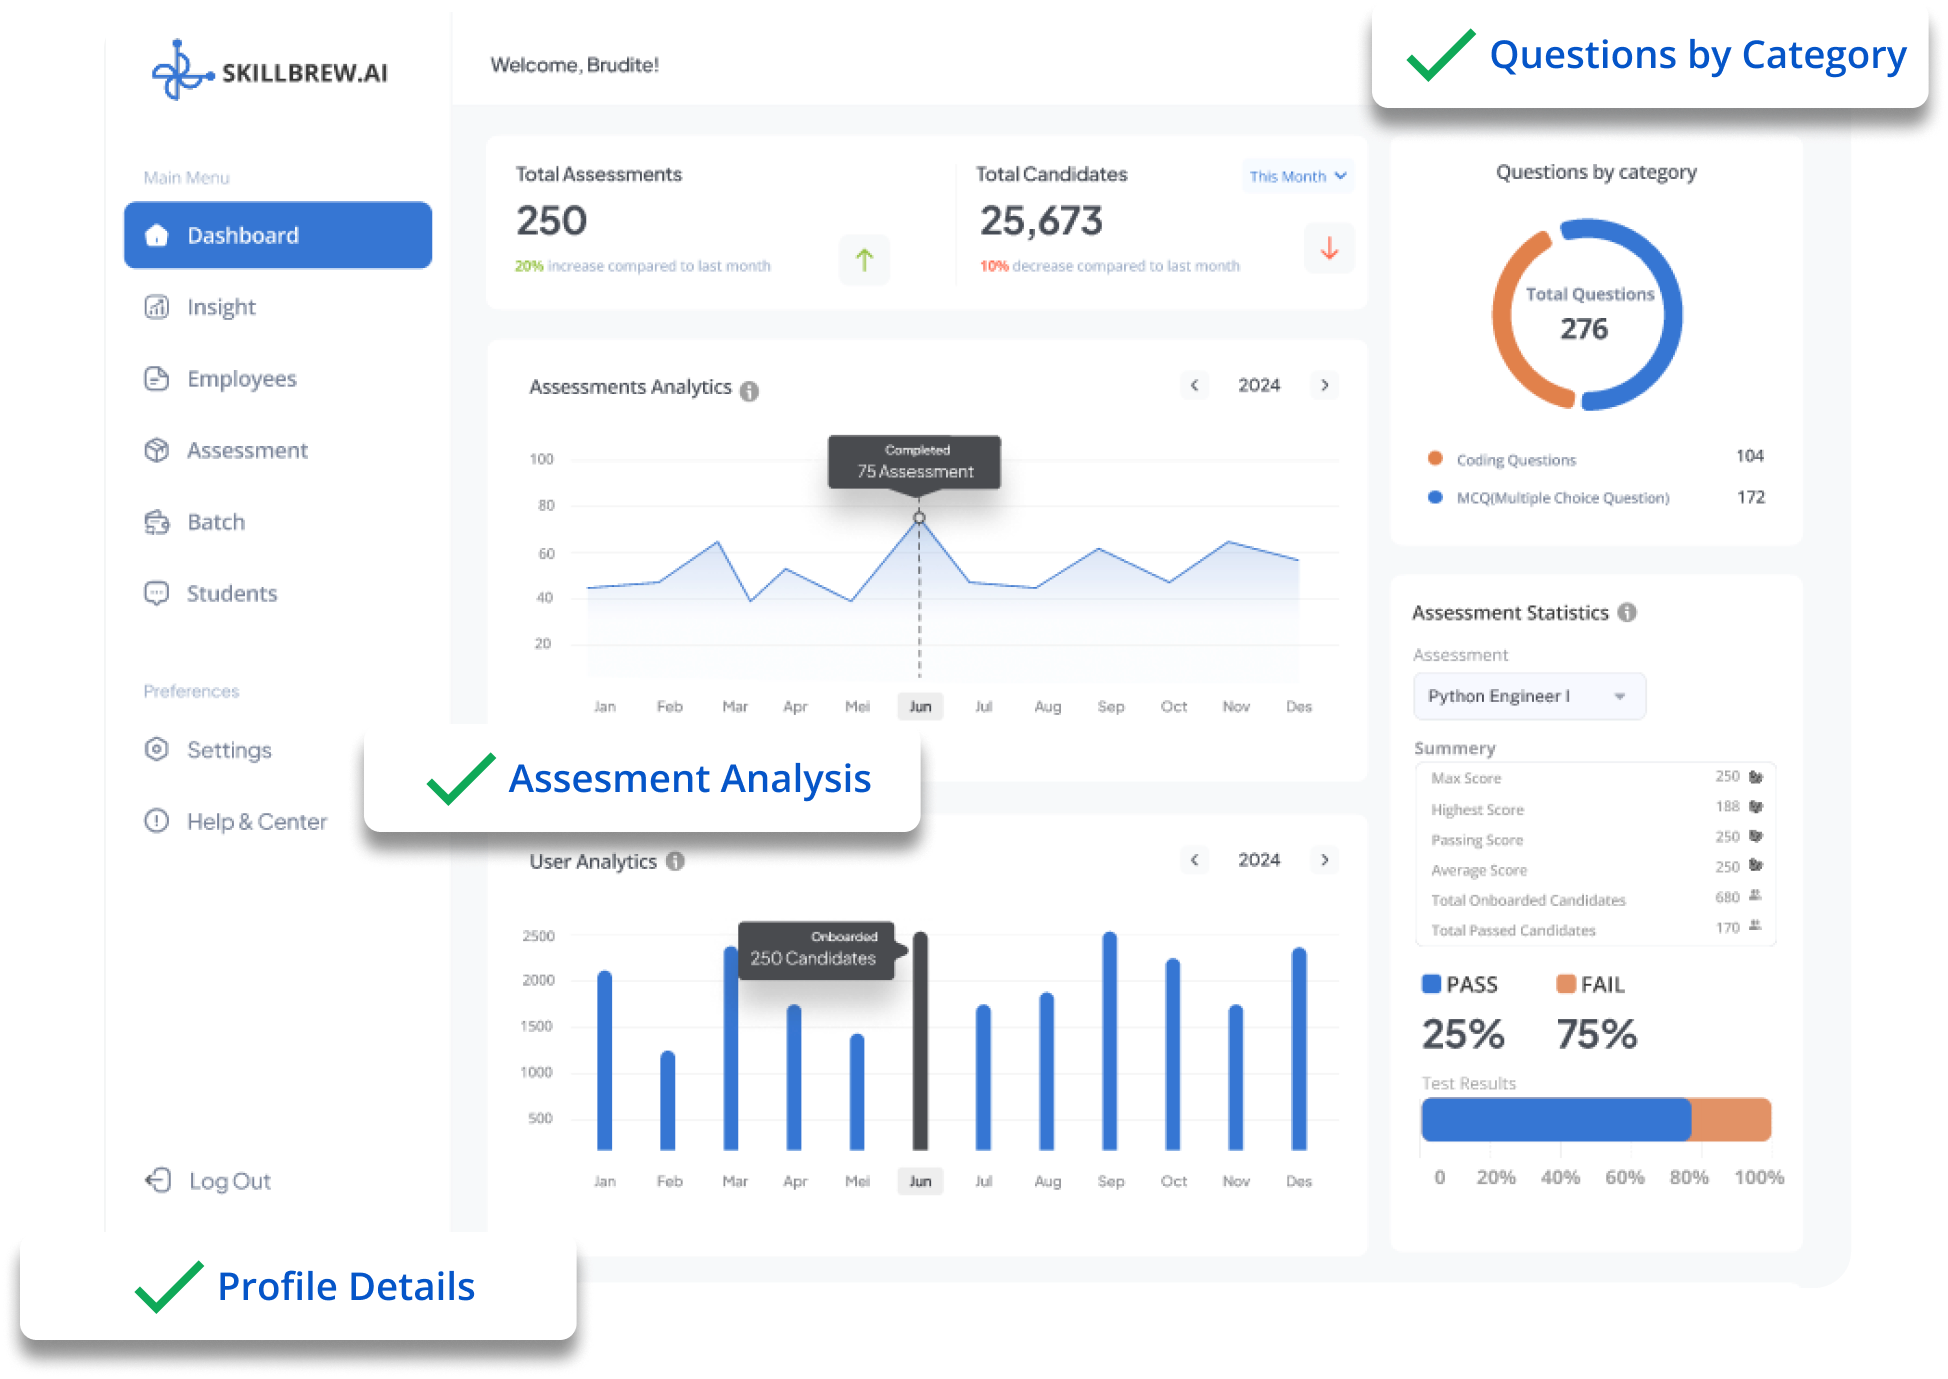 SKILLBREW.AI
Main Menu
Dashboard
Insight
Employees
Assessment
Batch
Students
Preferences
Settings
Help & Center
Log Out
Profile Details
Welcome, Brudite!
Questions by Category
Total Assessments
250
20% increase compared to last month
Total Candidates
This Month
25,673
10% decrease compared to last month
Assessments Analytics
2024
Completed
75 Assessment
100
80
60
40
20
Jan Feb Mar Apr Mei Jun Jul Aug Sep Oct Nov Des
Assesment Analysis
User Analytics
2024
Onboarded
250 Candidates
2500
2000
1500
1000
500
Jan Feb Mar Apr Mei Jun Jul Aug Sep Oct Nov Des
Questions by category
Total Questions
276
Coding Questions 104
MCQ(Multiple Choice Question) 172
Assessment Statistics
Assessment
Python Engineer I
Summery
Max Score 250
Highest Score 188
Passing Score 250
Average Score 250
Total Onboarded Candidates 680
Total Passed Candidates 170
PASS FAIL
25% 75%
Test Results
0 20% 40% 60% 80% 100%